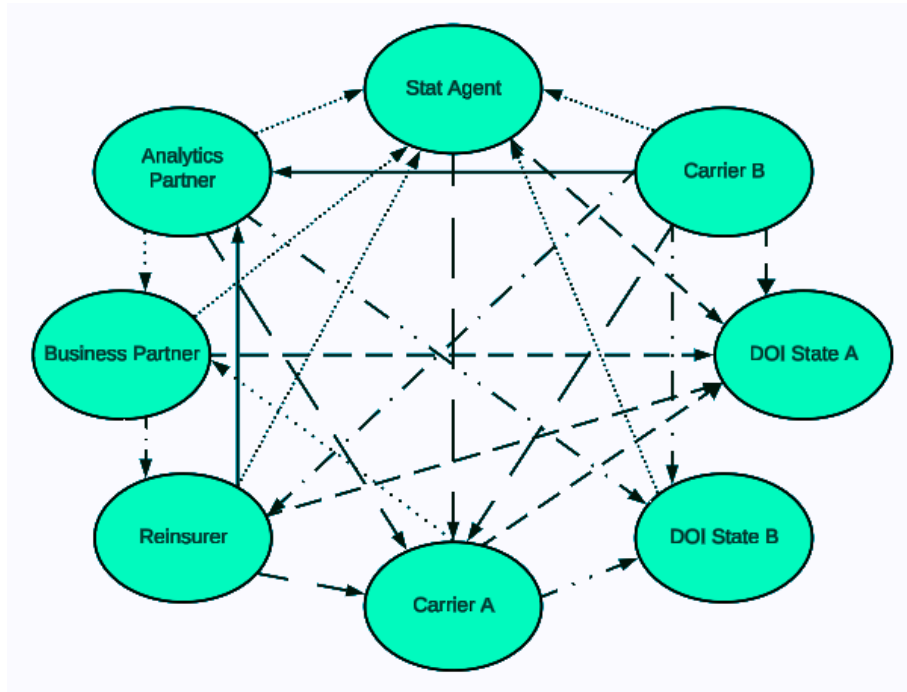 Stat Agent
Analytics
Partner
Carrier B
Business Partner
DOI State A
Reinsurer
DOI State B
Carrier A